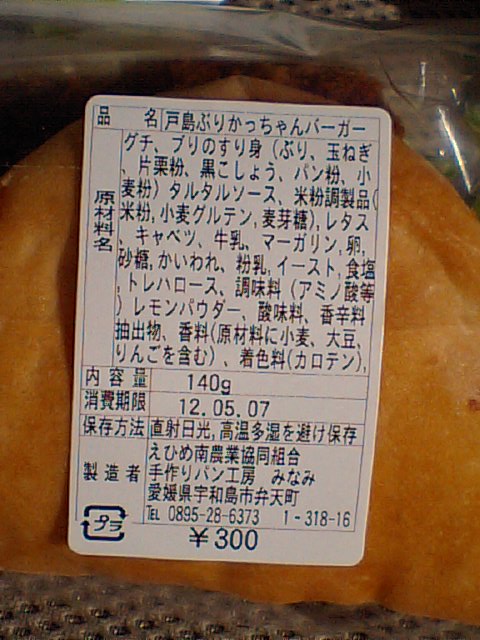 品 名 戸島ぶりかっちゃんバーガー
原材料名
グチ、ブリのすり身（ぶり、玉ねぎ
、片栗粉、黒こしょう、パン粉、小
麦粉）タルタルソース、米粉調製品(
米粉,小麦グルテン,麦芽糖),レタス
、キャベツ、牛乳、マーガリン,卵,
砂糖,かいわれ、粉乳,イースト,食塩
,トレハロース、調味料（アミノ酸等
）レモンパウダー、酸味料、香辛料
抽出物、香料(原材料に小麦、大豆、
りんごを含む）、着色料(カロテン),
内容量 140g
消費期限 12.05.07
保存方法 直射日光,高温多湿を避け保存
製造者 えひめ南農業協同組合
手作りパン工房 みなみ
愛媛県宇和島市弁天町
TEL 0895-28-6373 1-318-16
プラ ￥300